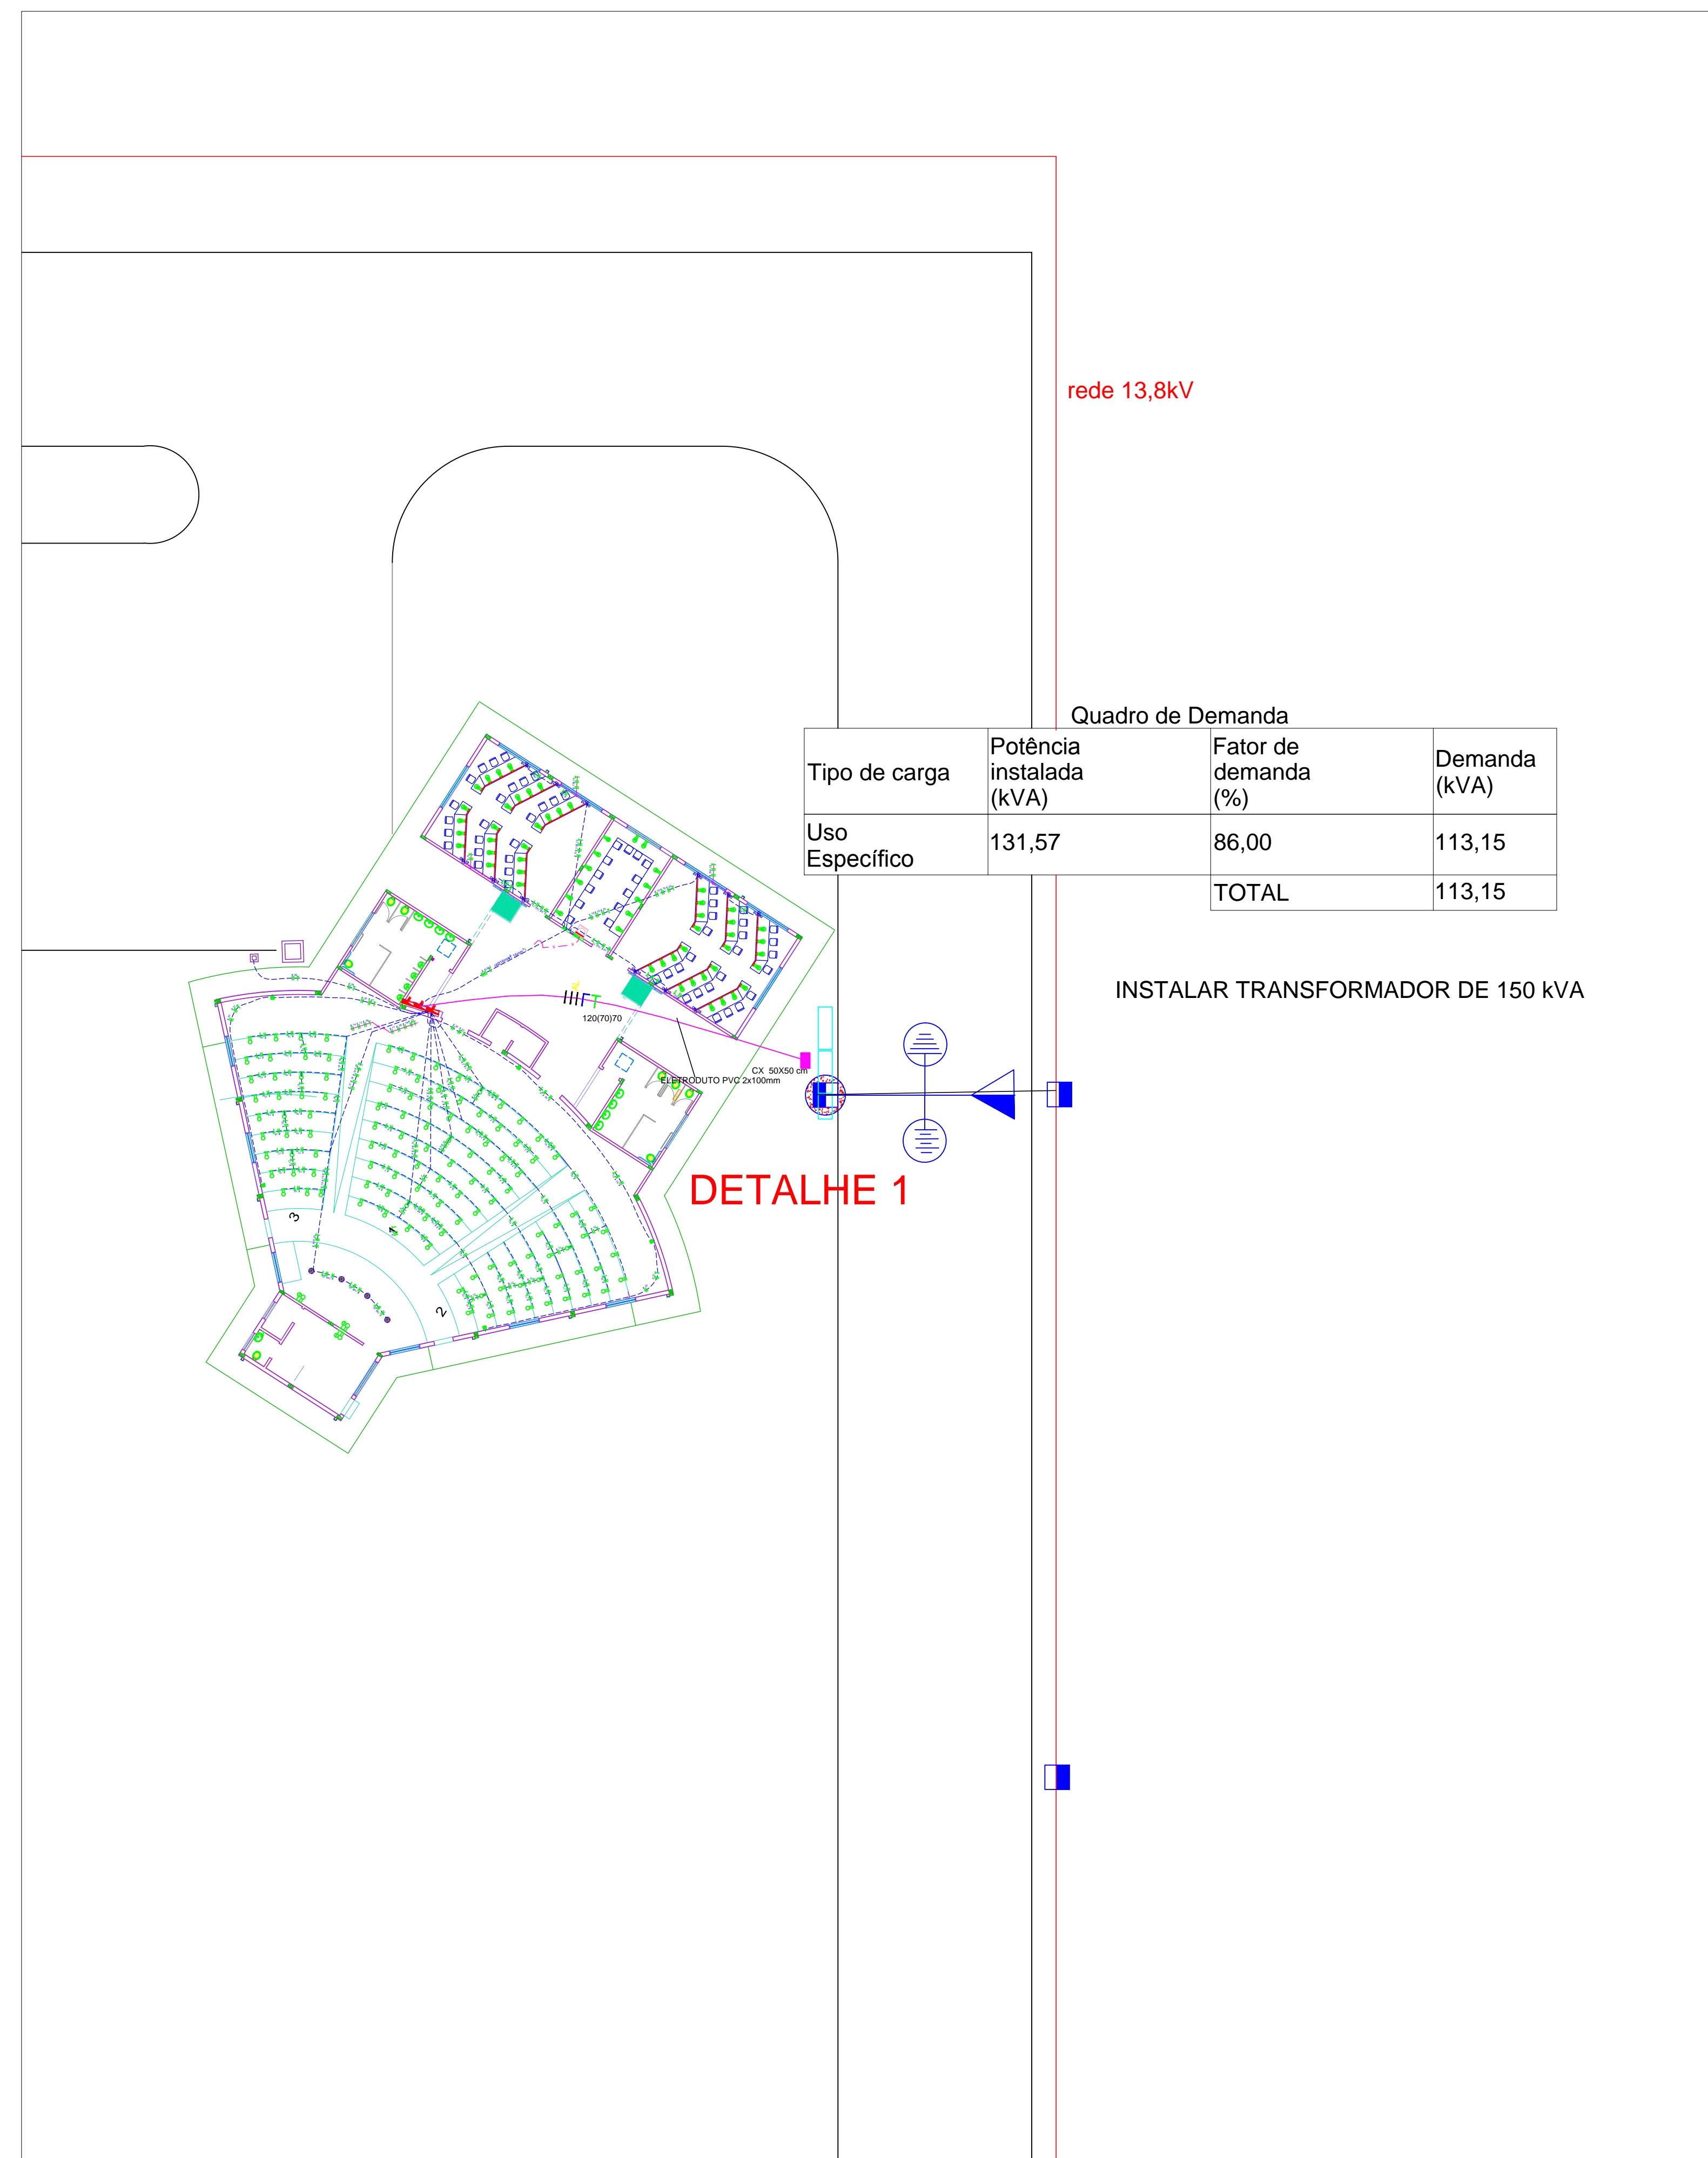 rede 13,8kV
Quadro de Demanda
Tipo de carga
Potência
instalada
(kVA)
Fator de
demanda
(%)
Demanda
(kVA)
Uso
Específico
131,57
86,00
113,15
TOTAL
113,15
INSTALAR TRANSFORMADOR DE 150 kVA
120(70)70
CX 50X50 cm
ELETRODUTO PVC 2x100mm
DETALHE 1
3
1
2